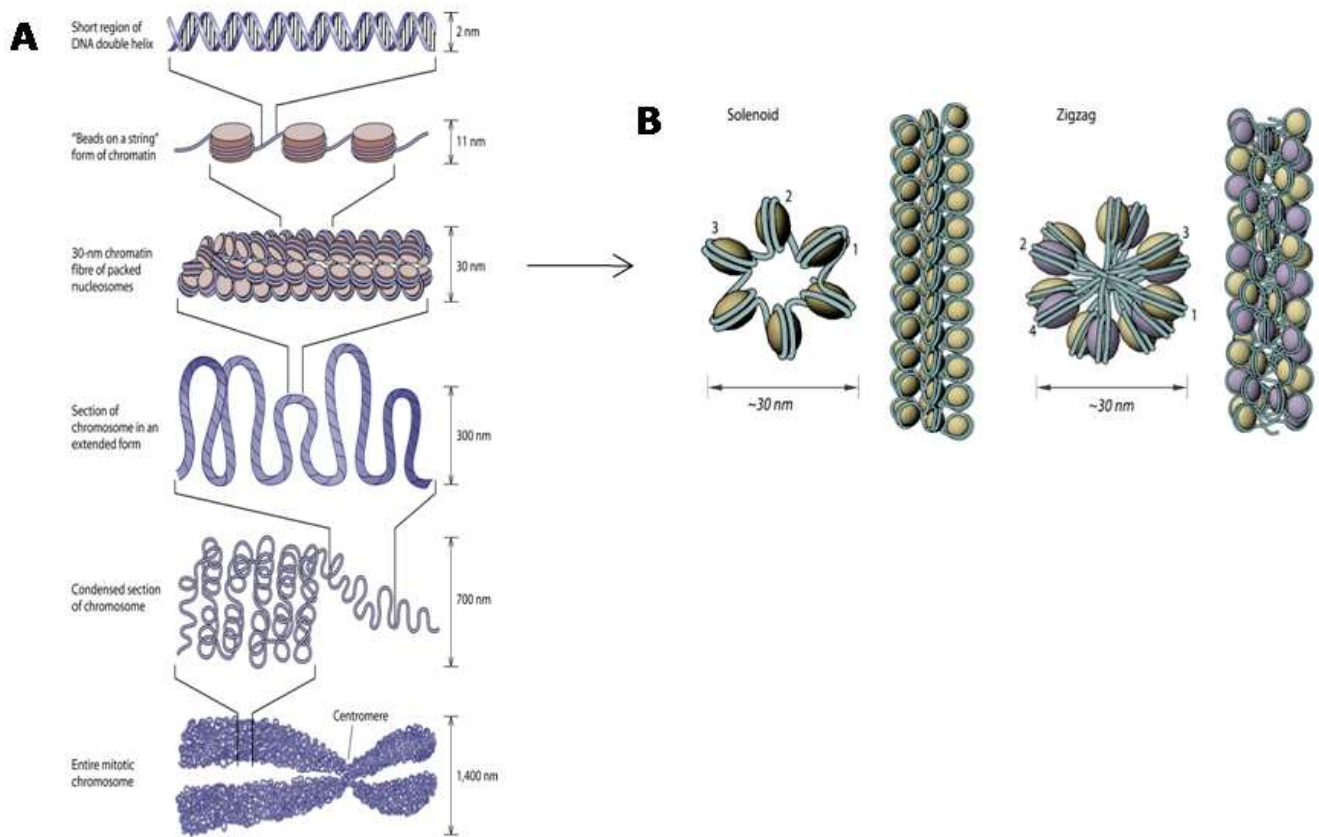 A
Short region of
DNA double helix
2 nm
"Beads on a string"
form of chromatin
11 nm
30-nm chromatin
fibre of packed
nucleosomes
30 nm
Section of
chromosome in an
extended form
300 nm
Condensed section
of chromosome
700 nm
Centromere
Entire mitotic
chromosome
1,400 nm
B
Solenoid
2
3
1
~30 nm
Zigzag
2
3
1
4
~30 nm